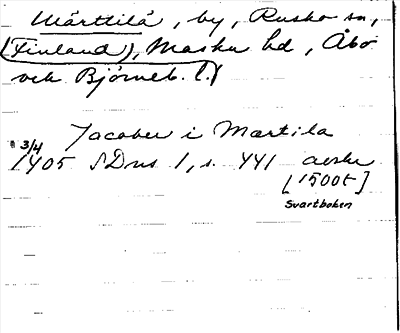 Märttilä, by, Rusko sn,
(Finland), Masku hd, Åbo
och Björneb. l.
Jacober i Martila
3/4
1405 SDns 1, s. 441 avskr
[1500t]
Svartboken